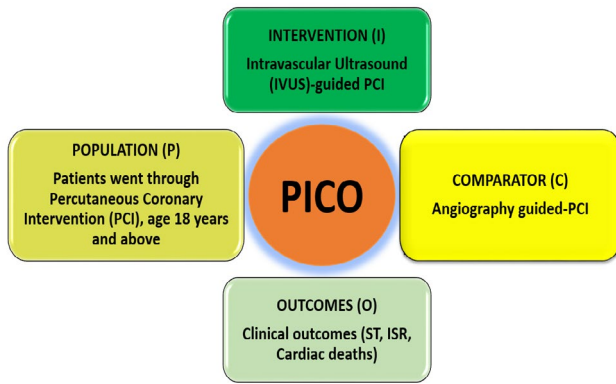 INTERVENTION (I)
Intravascular Ultrasound
(IVUS)-guided PCI
POPULATION (P)
Patients went through
Percutaneous Coronary
Intervention (PCI), age 18 years
and above
PICO
COMPARATOR (C)
Angiography guided-PCI
OUTCOMES (O)
Clinical outcomes (ST, ISR,
Cardiac deaths)